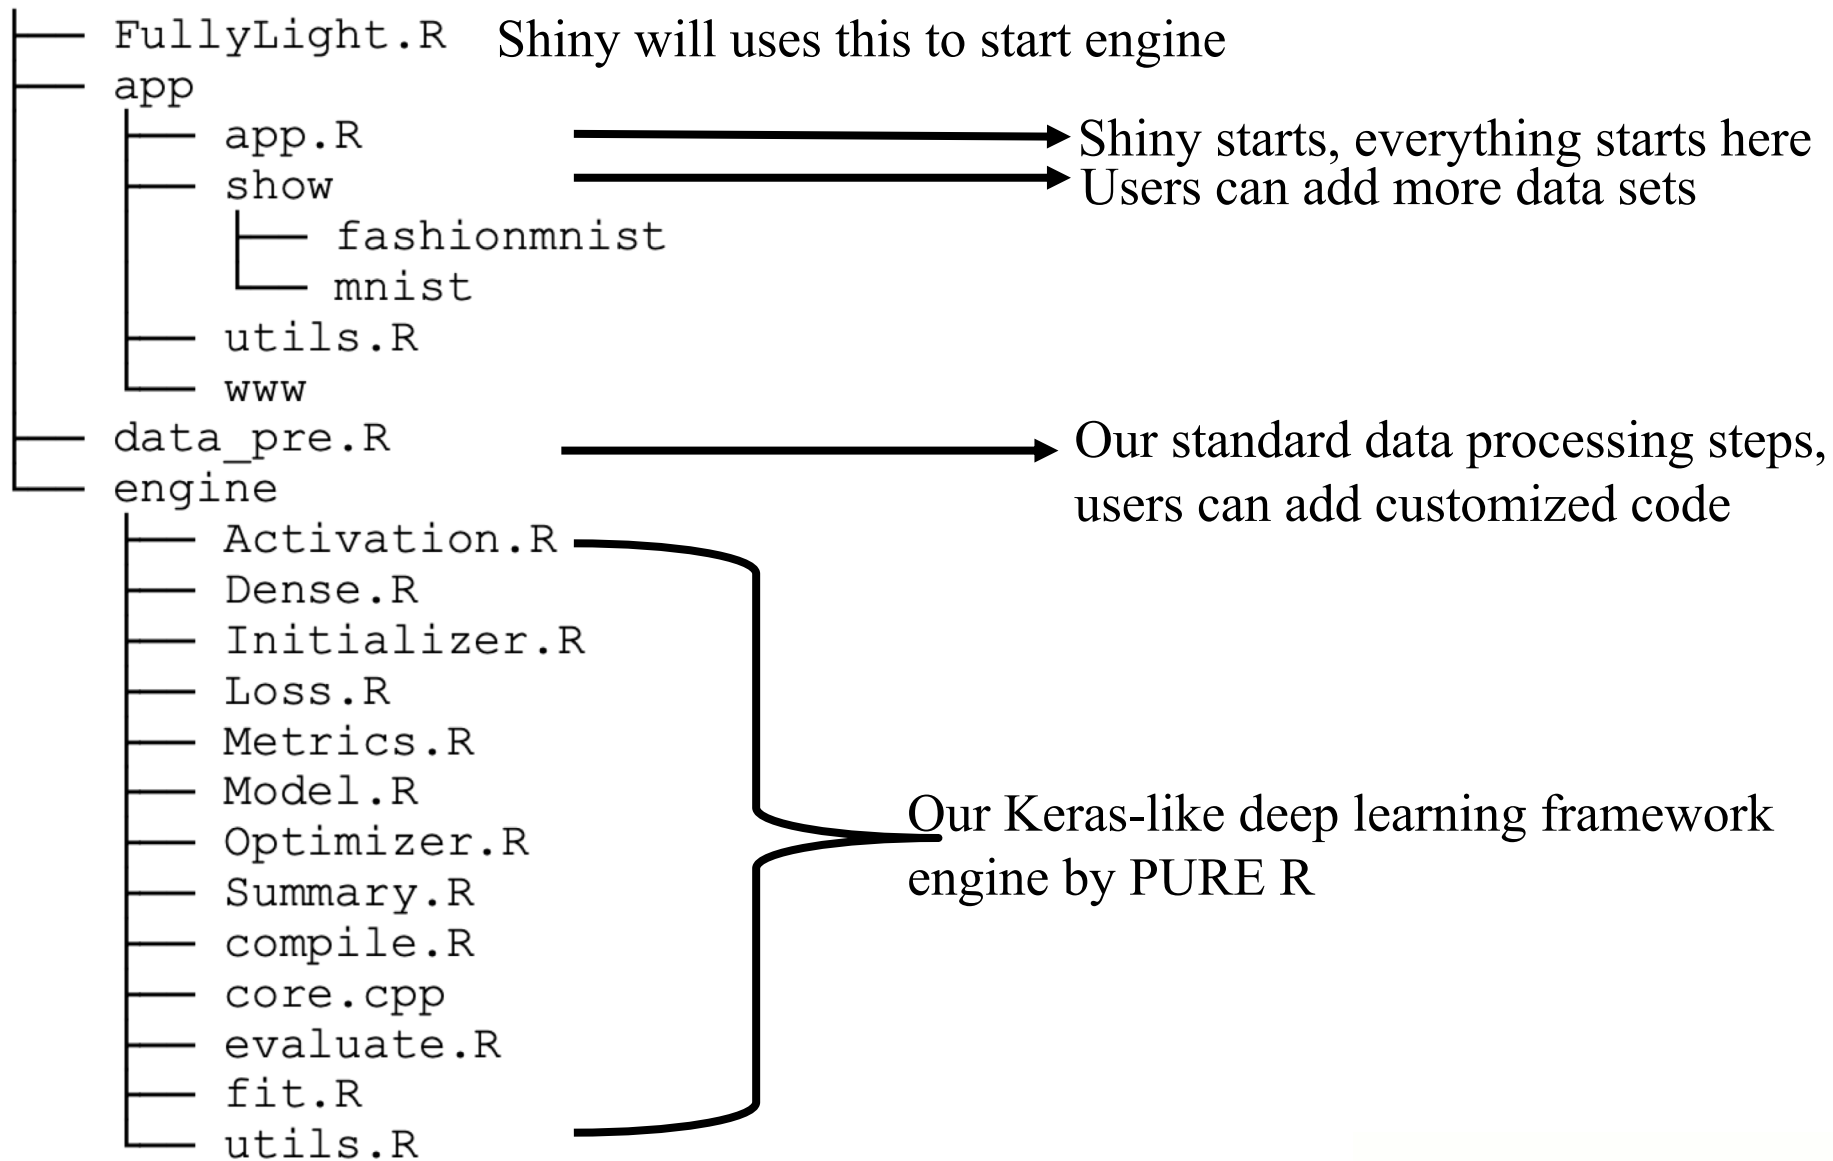 FullyLight.R Shiny will uses this to start engine
app
app.R Shiny starts, everything starts here
show Users can add more data sets
fashionmnist
mnist
utils.R
www
data_pre.R Our standard data processing steps,
users can add customized code
engine
Activation.R
Dense.R
Initializer.R
Loss.R
Metrics.R
Model.R
Optimizer.R
Summary.R
compile.R
core.cpp
evaluate.R
fit.R
utils.R
Our Keras-like deep learning framework
engine by PURE R